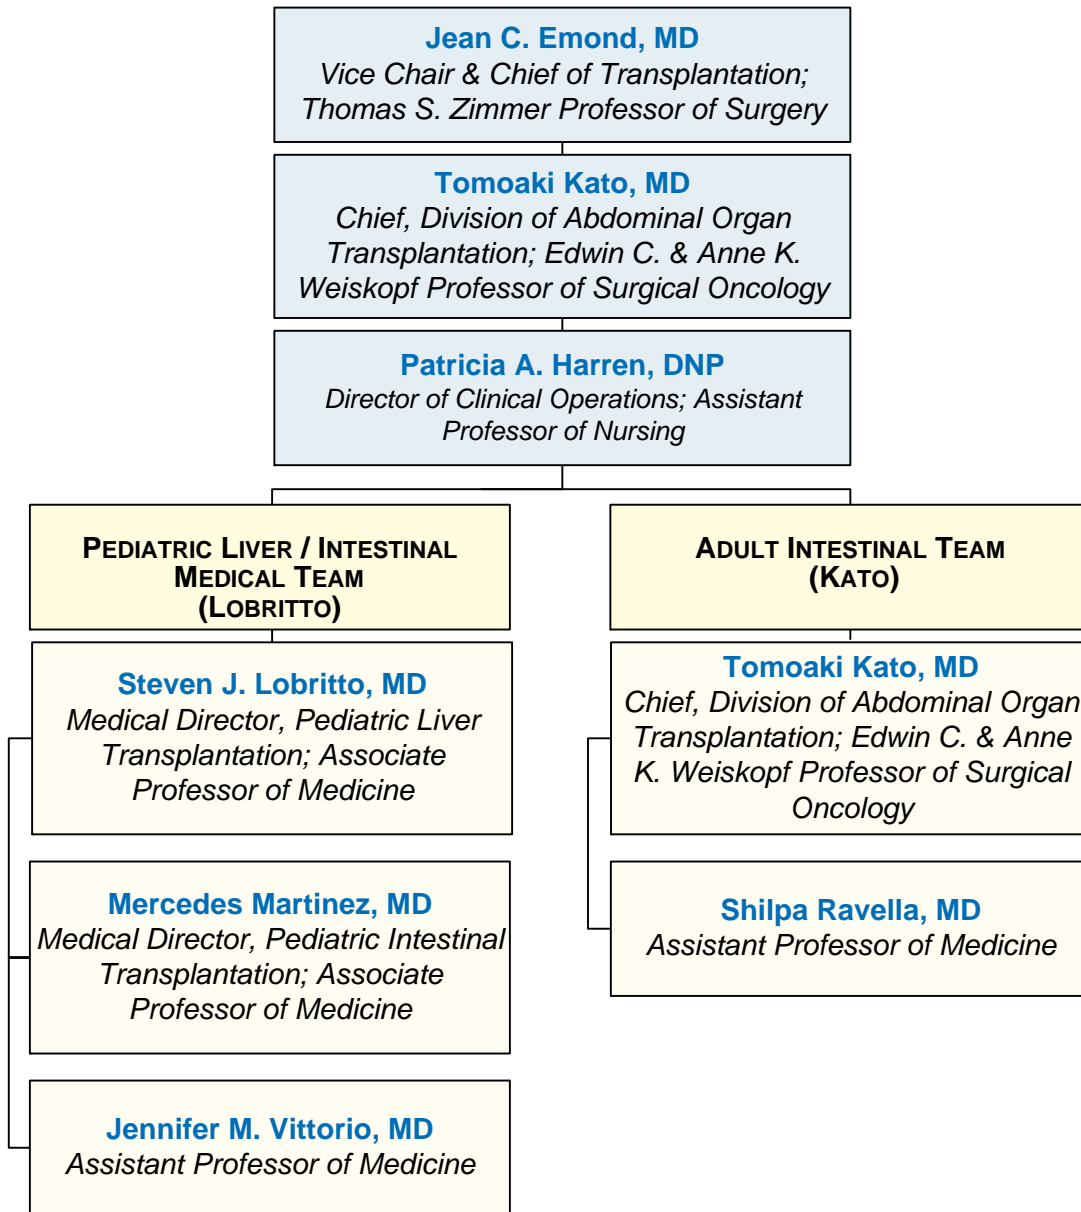 Jean C. Emond, MD
Vice Chair & Chief of Transplantation;
Thomas S. Zimmer Professor of Surgery
Tomoaki Kato, MD
Chief, Division of Abdominal Organ
Transplantation; Edwin C. & Anne K.
Weiskopf Professor of Surgical Oncology
Patricia A. Harren, DNP
Director of Clinical Operations; Assistant
Professor of Nursing
PEDIATRIC LIVER / INTESTINAL
MEDICAL TEAM
(LOBRITTO)
Steven J. Lobritto, MD
Medical Director, Pediatric Liver
Transplantation; Associate
Professor of Medicine
Mercedes Martinez, MD
Medical Director, Pediatric Intestinal
Transplantation; Associate
Professor of Medicine
Jennifer M. Vittorio, MD
Assistant Professor of Medicine
ADULT INTESTINAL TEAM
(KATO)
Tomoaki Kato, MD
Chief, Division of Abdominal Organ
Transplantation; Edwin C. & Anne
K. Weiskopf Professor of Surgical
Oncology
Shilpa Ravella, MD
Assistant Professor of Medicine